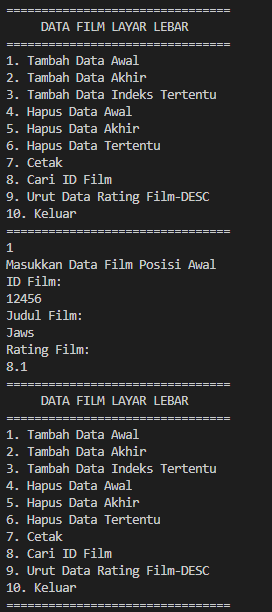 ================================
     DATA FILM LAYAR LEBAR
================================
1. Tambah Data Awal
2. Tambah Data Akhir
3. Tambah Data Indeks Tertentu
4. Hapus Data Awal
5. Hapus Data Akhir
6. Hapus Data Tertentu
7. Cetak
8. Cari ID Film
9. Urut Data Rating Film-DESC
10. Keluar
================================
1
Masukkan Data Film Posisi Awal
ID Film:
12456
Judul Film:
Jaws
Rating Film:
8.1
================================
     DATA FILM LAYAR LEBAR
================================
1. Tambah Data Awal
2. Tambah Data Akhir
3. Tambah Data Indeks Tertentu
4. Hapus Data Awal
5. Hapus Data Akhir
6. Hapus Data Tertentu
7. Cetak
8. Cari ID Film
9. Urut Data Rating Film-DESC
10. Keluar
================================